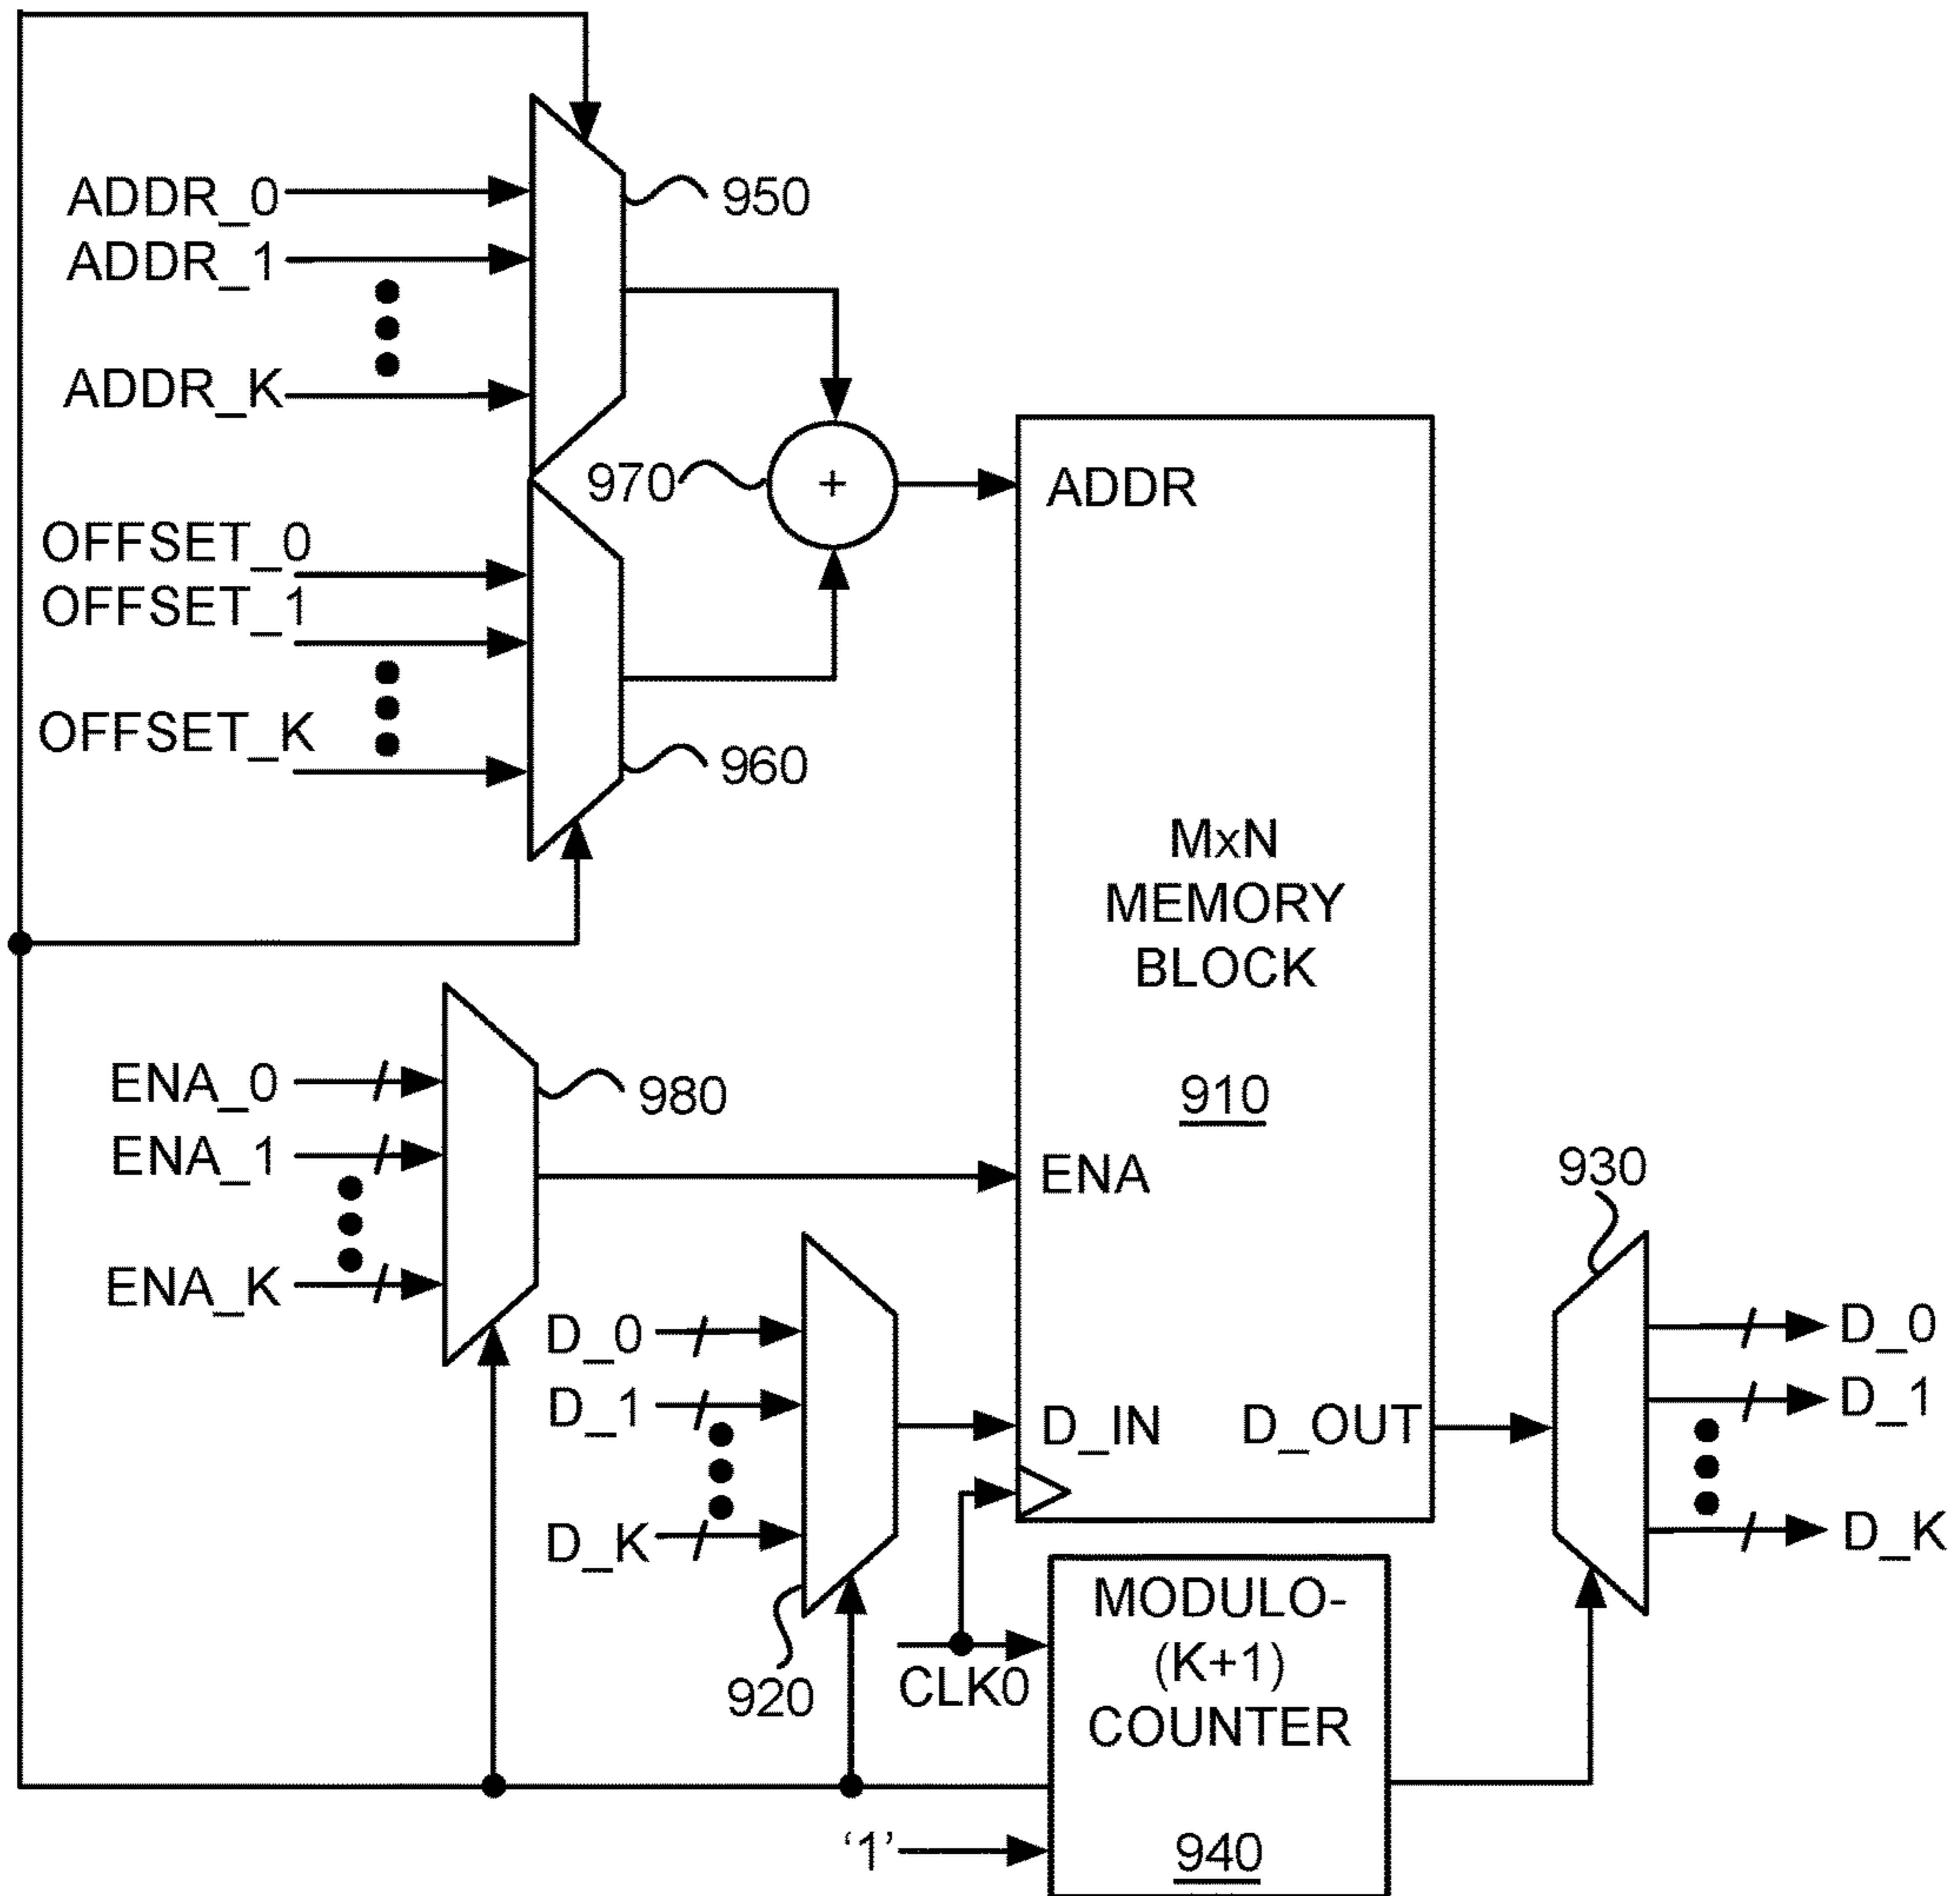 ADDR_0
950
ADDR_1
ADDR_K
970
+
ADDR
OFFSET_0
OFFSET_1
OFFSET_K
960
MxN
MEMORY
BLOCK
910
ENA_0
980
ENA_1
ENA_K
ENA
930
D_0
D_1
D_K
D_IN
D_OUT
D_0
D_1
D_K
920
CLK0
MODULO-
(K+1)
COUNTER
940
‘1’